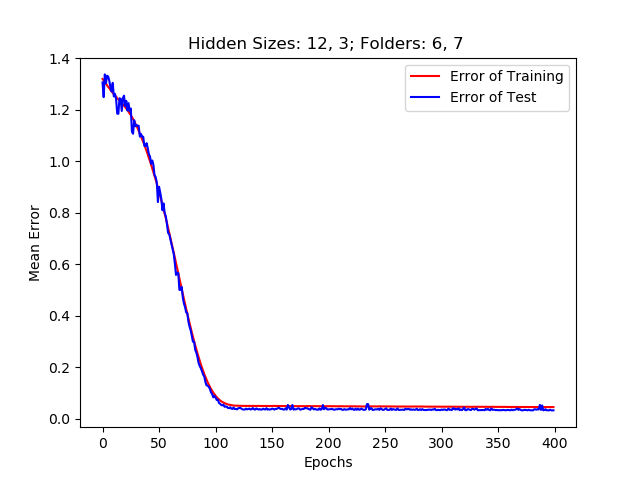 Hidden Sizes: 12, 3; Folders: 6, 7
Error of Training
Error of Test
Mean Error
1.4
1.2
1.0
0.8
0.6
0.4
0.2
0.0
0 50 100 150 200 250 300 350 400
Epochs